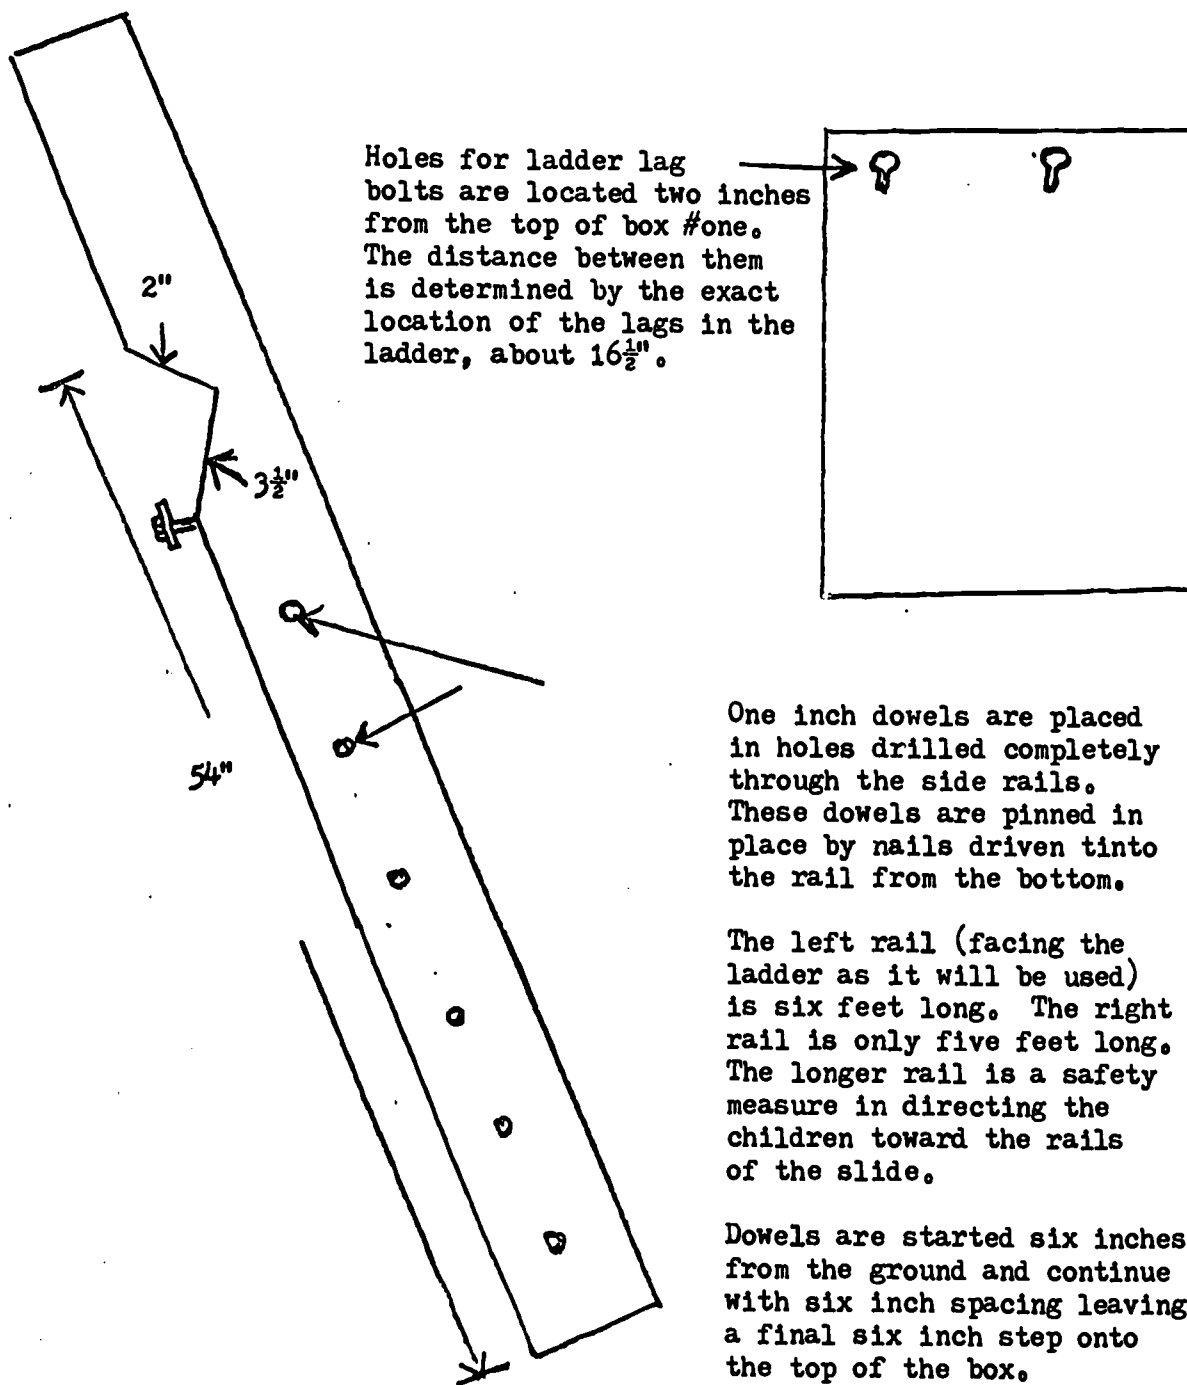 Holes for ladder lag
bolts are located two inches
from the top of box #one.
The distance between them
is determined by the exact
location of the lags in the
ladder, about 16½".
2"
3½"
54"
One inch dowels are placed
in holes drilled completely
through the side rails.
These dowels are pinned in
place by nails driven tinto
the rail from the bottom.
The left rail (facing the
ladder as it will be used)
is six feet long. The right
rail is only five feet long.
The longer rail is a safety
measure in directing the
children toward the rails
of the slide.
Dowels are started six inches
from the ground and continue
with six inch spacing leaving
a final six inch step onto
the top of the box.